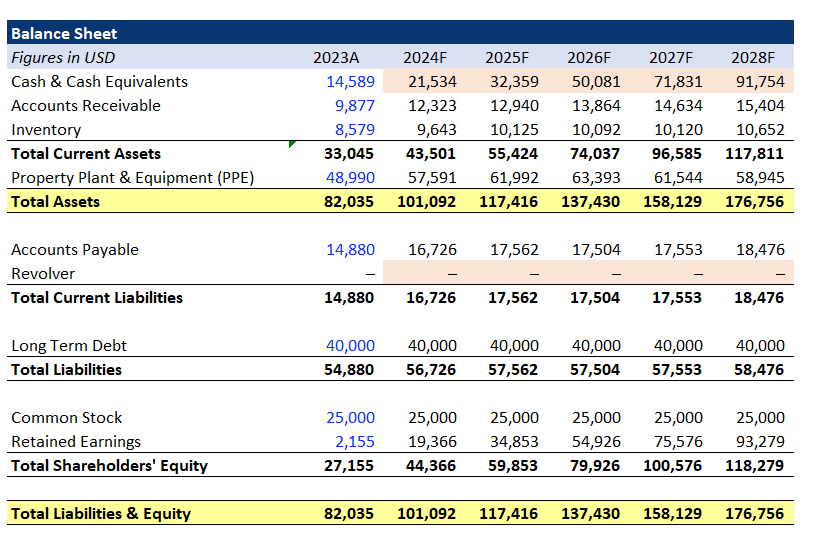 Balance Sheet
Figures in USD 2023A 2024F 2025F 2026F 2027F 2028F
Cash & Cash Equivalents 14,589 21,534 32,359 50,081 71,831 91,754
Accounts Receivable 9,877 12,323 12,940 13,864 14,634 15,404
Inventory 8,579 9,643 10,125 10,092 10,120 10,652
Total Current Assets 33,045 43,501 55,424 74,037 96,585 117,811
Property Plant & Equipment (PPE) 48,990 57,591 61,992 63,393 61,544 58,945
Total Assets 82,035 101,092 117,416 137,430 158,129 176,756
Accounts Payable 14,880 16,726 17,562 17,504 17,553 18,476
Revolver – – – – – –
Total Current Liabilities 14,880 16,726 17,562 17,504 17,553 18,476
Long Term Debt 40,000 40,000 40,000 40,000 40,000 40,000
Total Liabilities 54,880 56,726 57,562 57,504 57,553 58,476
Common Stock 25,000 25,000 25,000 25,000 25,000 25,000
Retained Earnings 2,155 19,366 34,853 54,926 75,576 93,279
Total Shareholders' Equity 27,155 44,366 59,853 79,926 100,576 118,279
Total Liabilities & Equity 82,035 101,092 117,416 137,430 158,129 176,756